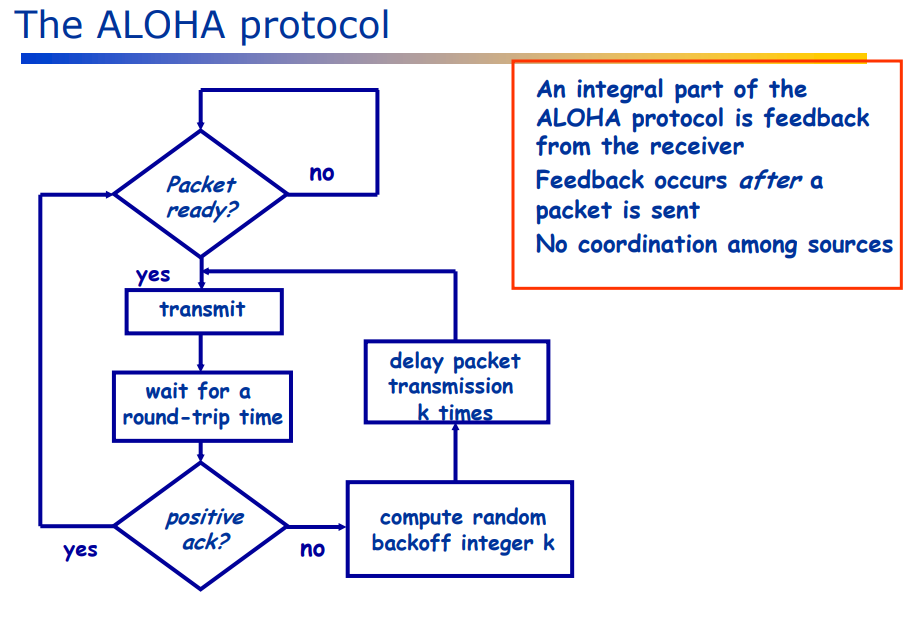 The ALOHA protocol
An integral part of the
ALOHA protocol is feedback
from the receiver
Feedback occurs after a
packet is sent
No coordination among sources
Packet
ready?
no
yes
transmit
wait for a
round-trip time
delay packet
transmission
k times
positive
ack?
yes
no
compute random
backoff integer k